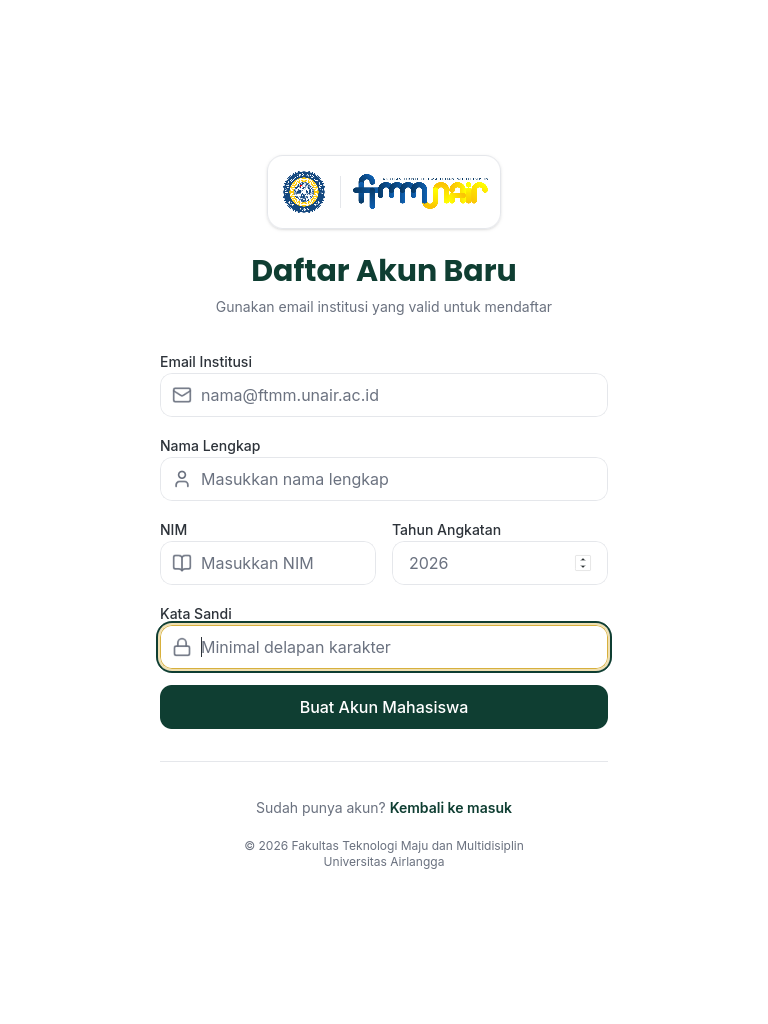 ftmm unair
Daftar Akun Baru
Gunakan email institusi yang valid untuk mendaftar
Email Institusi
nama@ftmm.unair.ac.id
Nama Lengkap
Masukkan nama lengkap
NIM
Tahun Angkatan
Masukkan NIM
2026
Kata Sandi
Minimal delapan karakter
Buat Akun Mahasiswa
Sudah punya akun? Kembali ke masuk
© 2026 Fakultas Teknologi Maju dan Multidisiplin
Universitas Airlangga